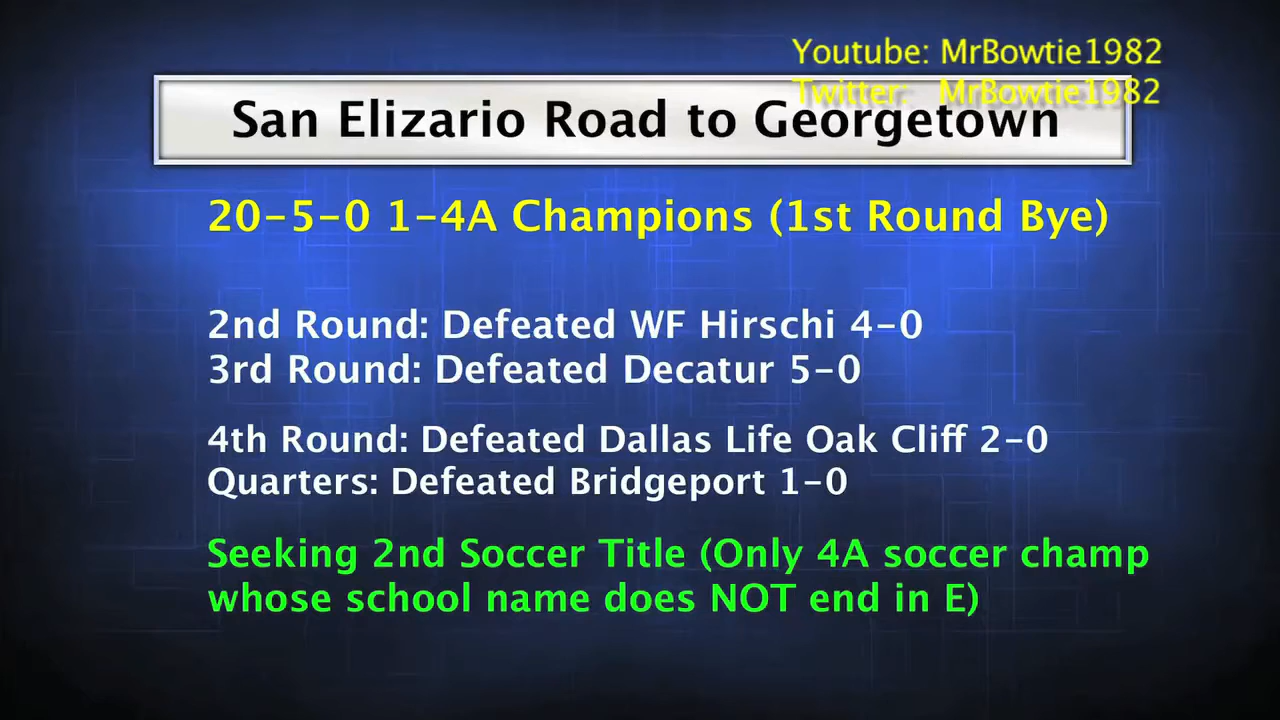 Youtube: MrBowtie1982
Twitter: MrBowtie1982
San Elizario Road to Georgetown
20-5-0 1-4A Champions (1st Round Bye)
2nd Round: Defeated WF Hirschi 4-0
3rd Round: Defeated Decatur 5-0
4th Round: Defeated Dallas Life Oak Cliff 2-0
Quarters: Defeated Bridgeport 1-0
Seeking 2nd Soccer Title (Only 4A soccer champ
whose school name does NOT end in E)